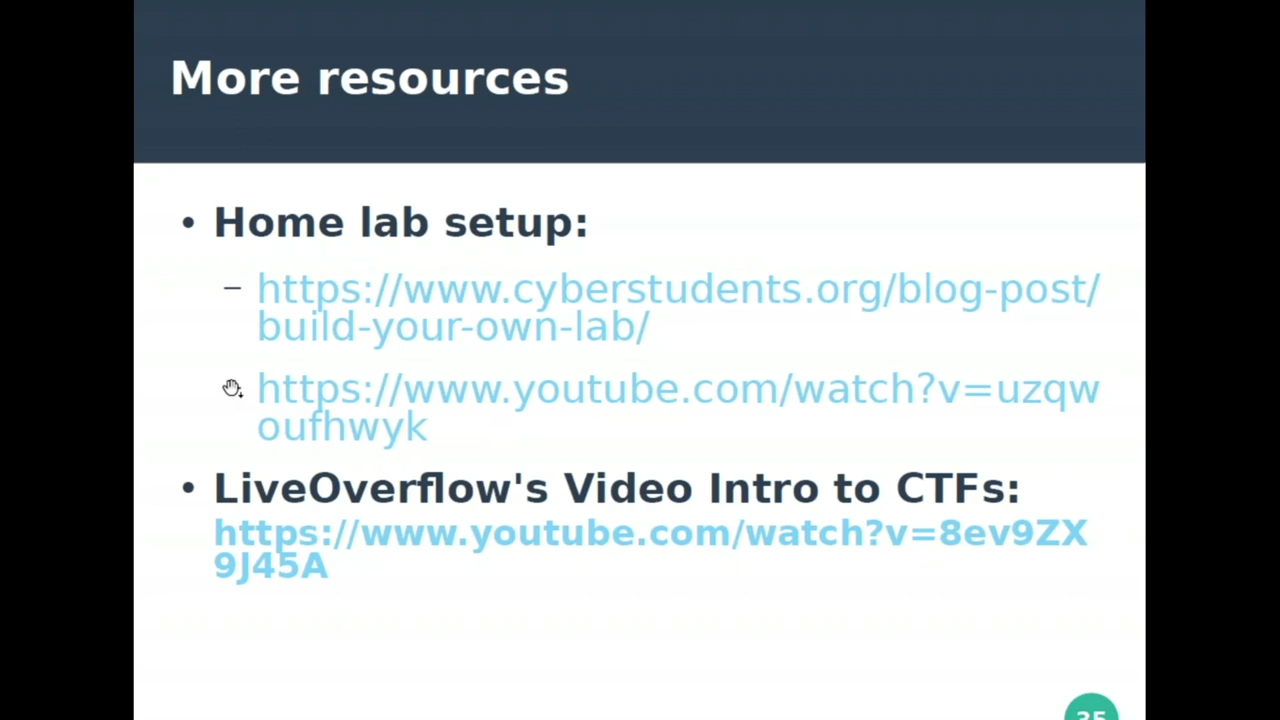 More resources
• Home lab setup:
– https://www.cyberstudents.org/blog-post/
build-your-own-lab/
https://www.youtube.com/watch?v=uzqw
oufhwyk
• LiveOverflow's Video Intro to CTFs:
https://www.youtube.com/watch?v=8ev9ZX
9J45A